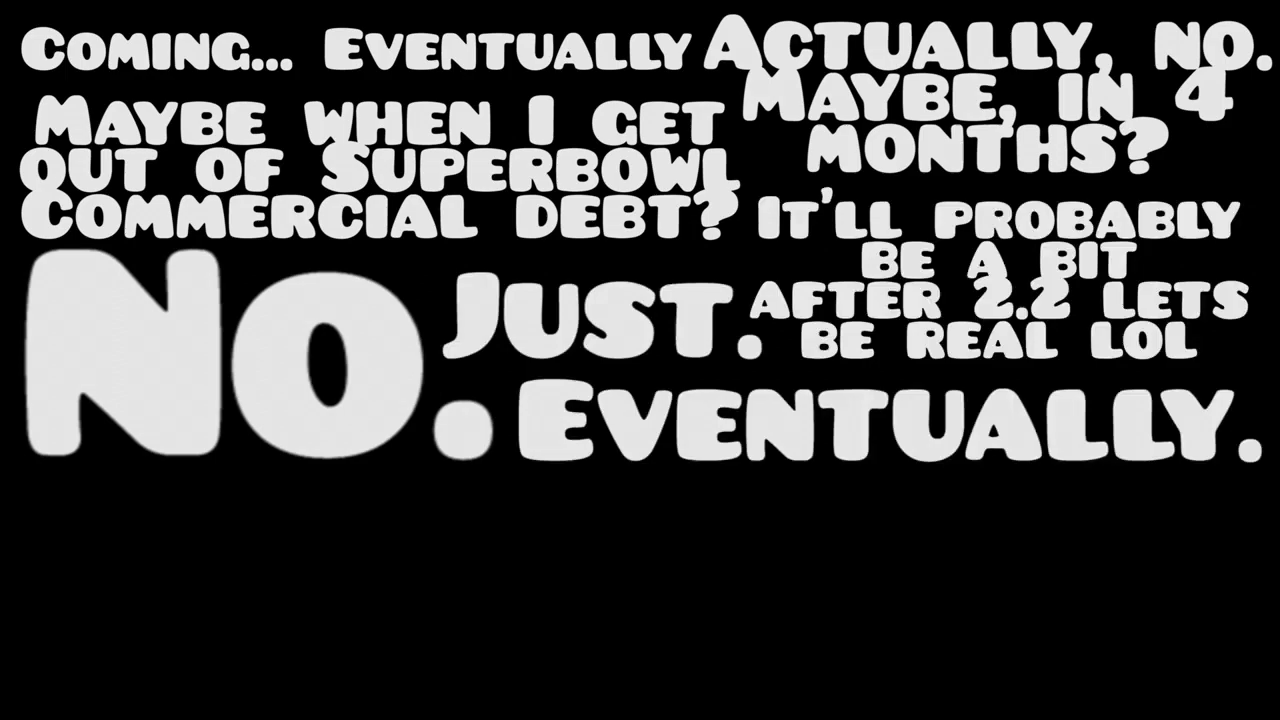 Coming... Eventually
Actually, no.
Maybe, in 4
months?
Maybe when I get
out of Superbowl
Commercial debt?
It'll probably
be a bit
after 2.2 lets
be real lol
No.
Just.
Eventually.